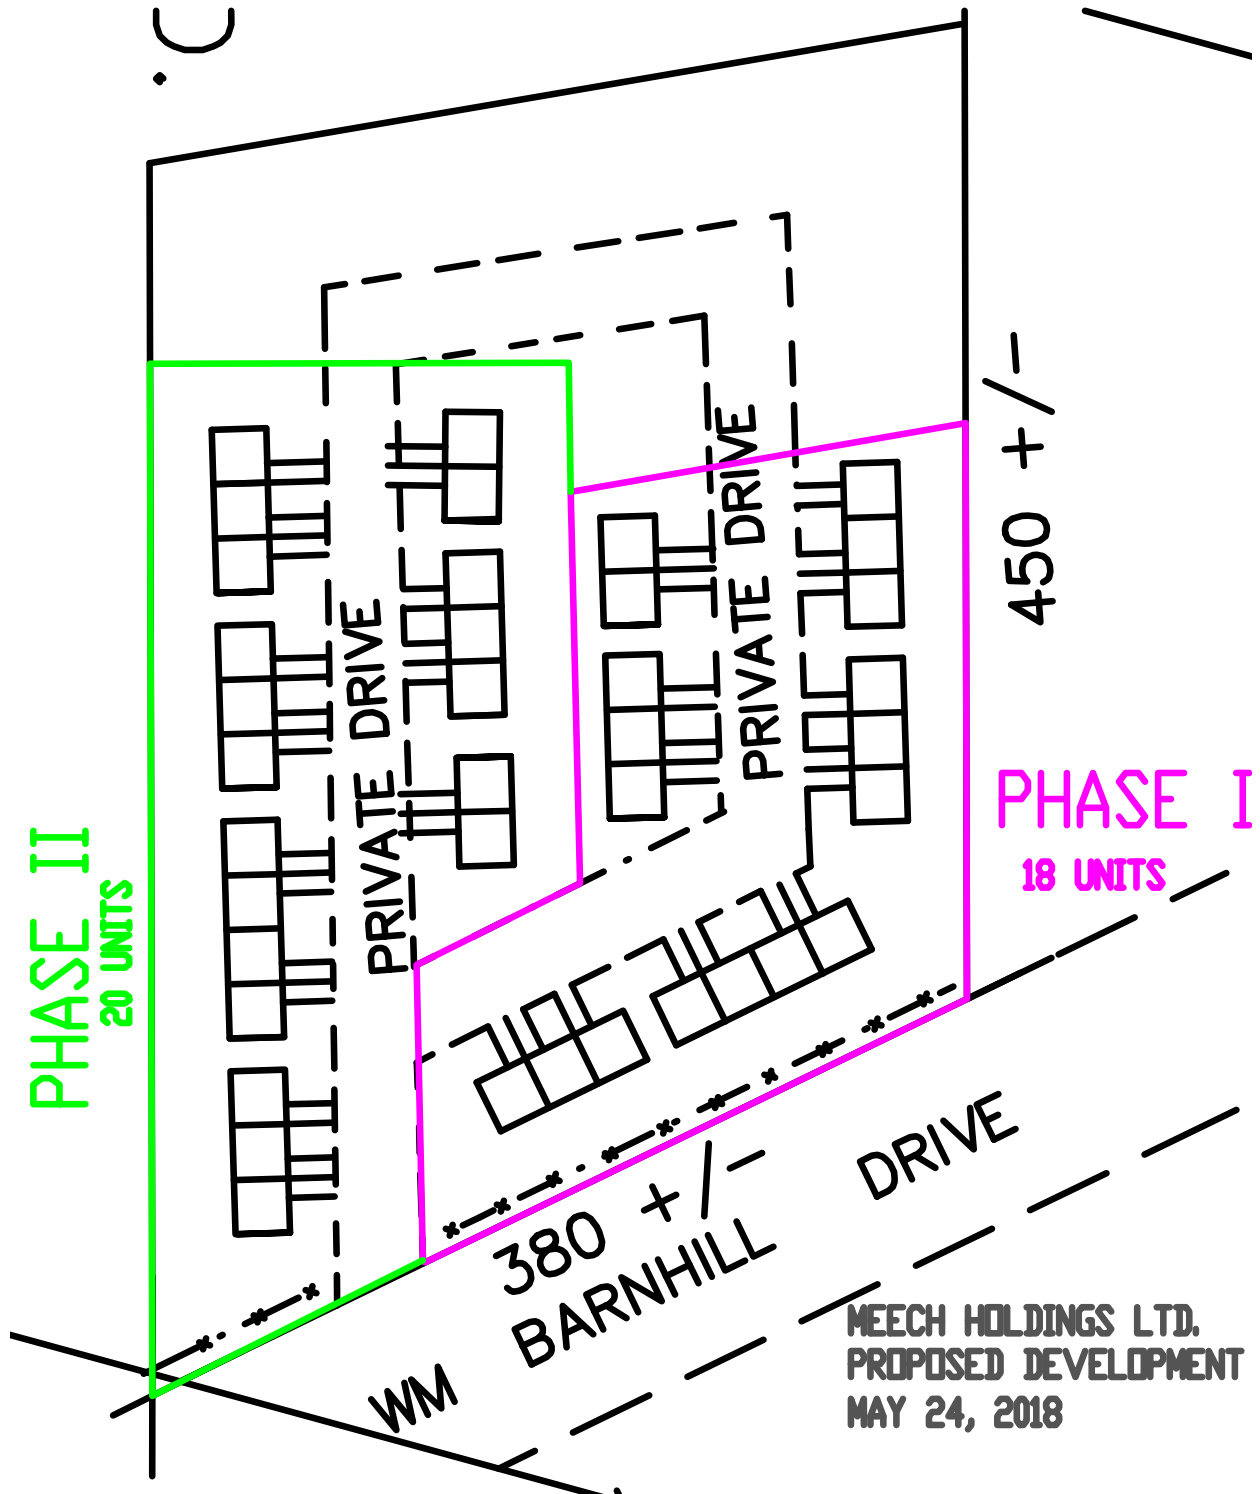 PRIVATE DRIVE
PRIVATE DRIVE
450 +/-
PHASE I
18 UNITS
PHASE II
20 UNITS
380 +/-
WM BARNHILL DRIVE
MEECH HOLDINGS LTD.
PROPOSED DEVELOPMENT
MAY 24, 2018